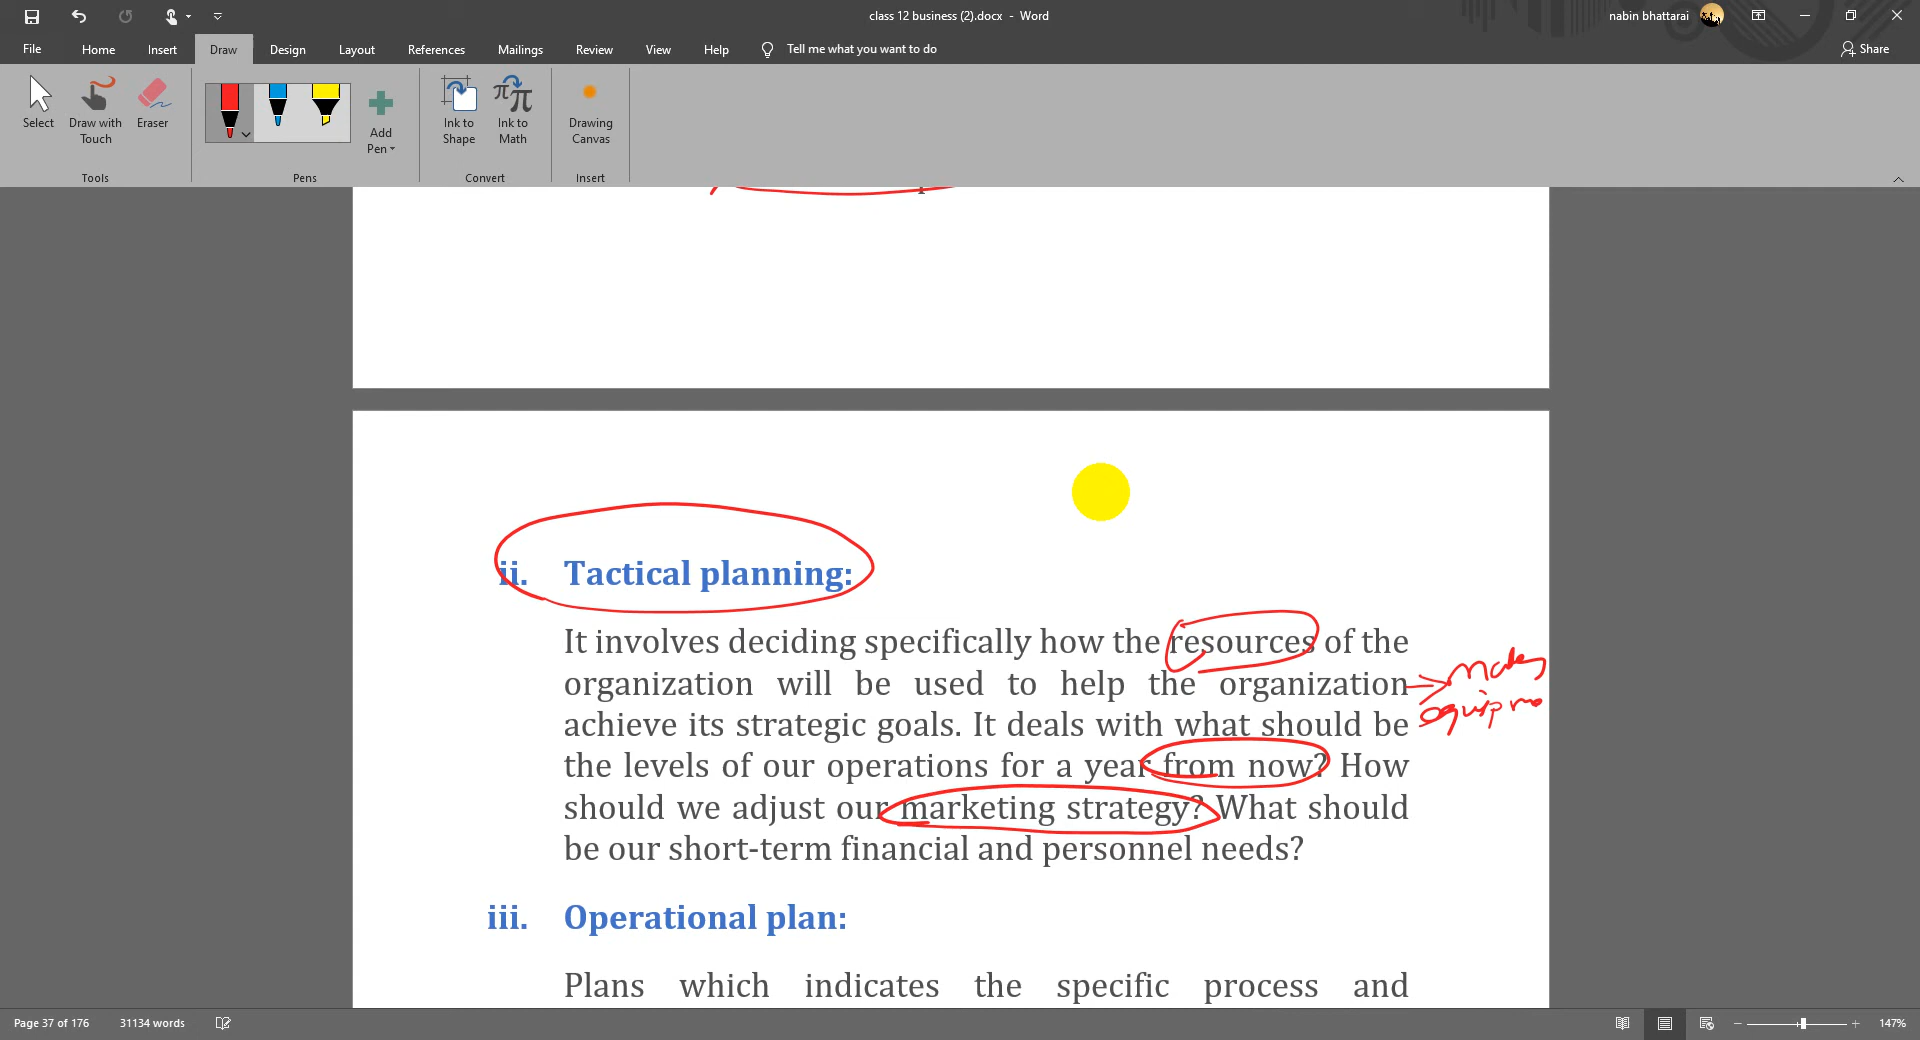 class 12 business (2).docx - Word
nabin bhattarai
File Home Insert Draw Design Layout References Mailings Review View Help Tell me what you want to do Share
Select
Draw with Touch
Eraser
Add Pen
Ink to Shape
Ink to Math
Drawing Canvas
Tools Pens Convert Insert
ii. Tactical planning:
It involves deciding specifically how the resources of the
organization will be used to help the organization
achieve its strategic goals. It deals with what should be
the levels of our operations for a year from now? How
should we adjust our marketing strategy? What should
be our short-term financial and personnel needs?
iii. Operational plan:
Plans which indicates the specific process and
Page 37 of 176 31134 words 147%